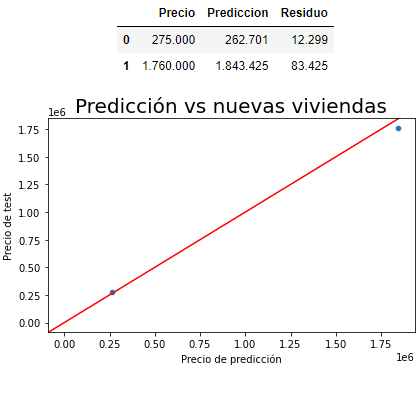 Precio Prediccion Residuo
0 275.000 262.701 12.299
1 1.760.000 1.843.425 83.425
Predicción vs nuevas viviendas
1e6
1.75
1.50
1.25
1.00
0.75
0.50
0.25
0.00
Precio de test
0.00 0.25 0.50 0.75 1.00 1.25 1.50 1.75
Precio de predicción
1e6